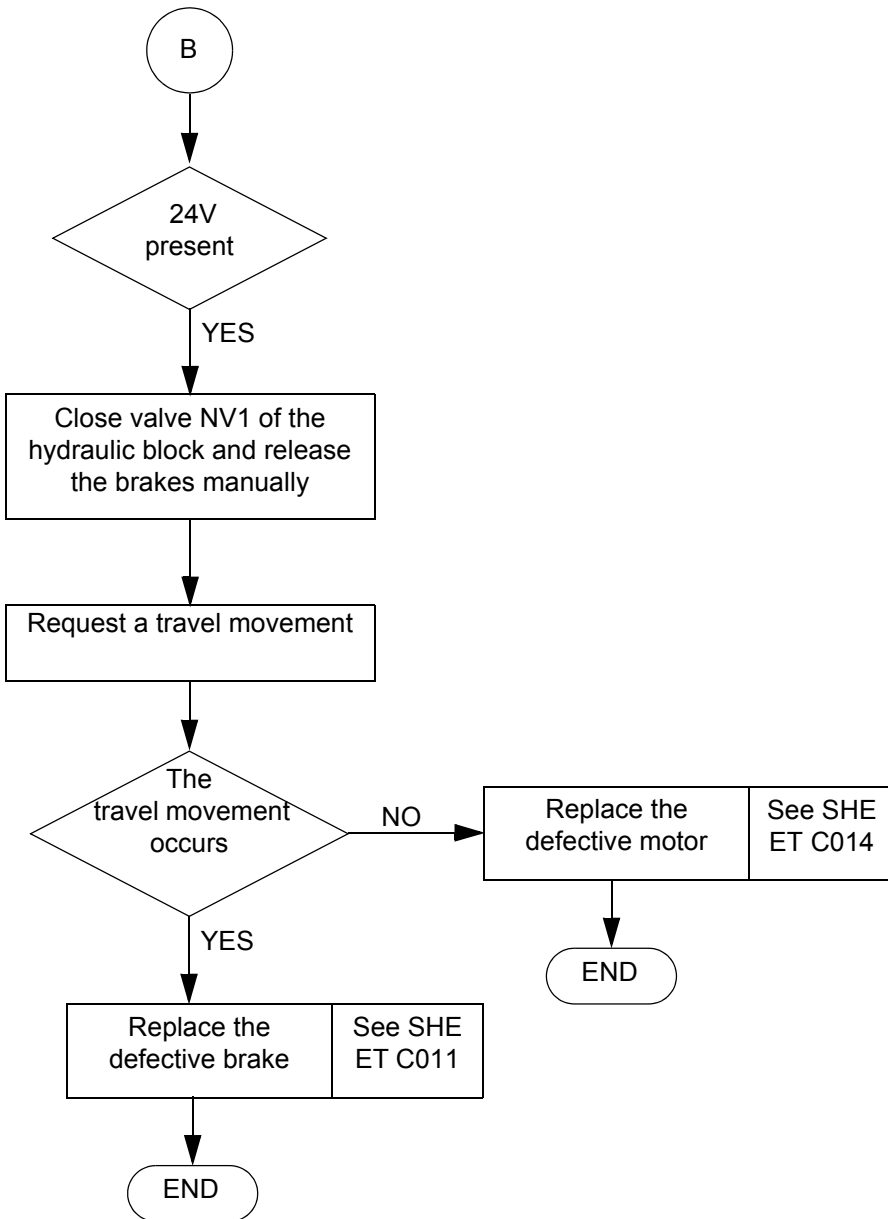 B
24V
present
YES
Close valve NV1 of the
hydraulic block and release
the brakes manually
Request a travel movement
The
travel movement
occurs
NO
Replace the
defective motor
See SHE
ET C014
END
YES
Replace the
defective brake
See SHE
ET C011
END